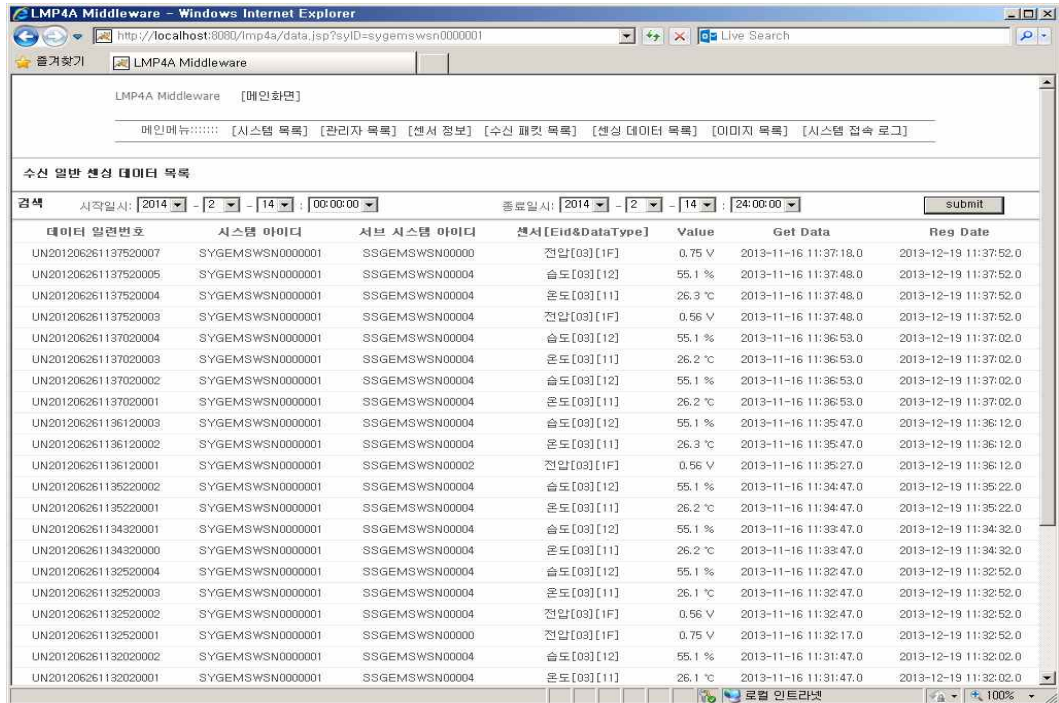 LMP4A Middleware - Windows Internet Explorer
http://localhost:8080/lmp4a/data.jsp?syID=sygemswsn0000001 Live Search
즐겨찾기 LMP4A Middleware
LMP4A Middleware [메인화면]
메인메뉴::::::: [시스템 목록] [관리자 목록] [센서 정보] [수신 패킷 목록] [센싱 데이터 목록] [이미지 목록] [시스템 접속 로그]
수신 일반 센싱 데이터 목록
검색 시작일시: 2014 - 2 - 14 : 00:00:00 종료일시: 2014 - 2 - 14 : 24:00:00 submit
데이터 일련번호 시스템 아이디 서브 시스템 아이디 센서[Eid&DataType] Value Get Data Reg Date
UN201206261137520007 SYGEMSWSN0000001 SSGEMSWSN00000 전압[03][1F] 0.75 V 2013-11-16 11:37:18.0 2013-12-19 11:37:52.0
UN201206261137520005 SYGEMSWSN0000001 SSGEMSWSN00004 습도[03][12] 55.1 % 2013-11-16 11:37:48.0 2013-12-19 11:37:52.0
UN201206261137520004 SYGEMSWSN0000001 SSGEMSWSN00004 온도[03][11] 26.3 ℃ 2013-11-16 11:37:48.0 2013-12-19 11:37:52.0
UN201206261137520003 SYGEMSWSN0000001 SSGEMSWSN00004 전압[03][1F] 0.56 V 2013-11-16 11:37:48.0 2013-12-19 11:37:52.0
UN201206261137020004 SYGEMSWSN0000001 SSGEMSWSN00004 습도[03][12] 55.1 % 2013-11-16 11:36:53.0 2013-12-19 11:37:02.0
UN201206261137020003 SYGEMSWSN0000001 SSGEMSWSN00004 온도[03][11] 26.2 ℃ 2013-11-16 11:36:53.0 2013-12-19 11:37:02.0
UN201206261137020002 SYGEMSWSN0000001 SSGEMSWSN00004 습도[03][12] 55.1 % 2013-11-16 11:36:53.0 2013-12-19 11:37:02.0
UN201206261137020001 SYGEMSWSN0000001 SSGEMSWSN00004 온도[03][11] 26.2 ℃ 2013-11-16 11:36:53.0 2013-12-19 11:37:02.0
UN201206261136120003 SYGEMSWSN0000001 SSGEMSWSN00004 습도[03][12] 55.1 % 2013-11-16 11:35:47.0 2013-12-19 11:36:12.0
UN201206261136120002 SYGEMSWSN0000001 SSGEMSWSN00004 온도[03][11] 26.3 ℃ 2013-11-16 11:35:47.0 2013-12-19 11:36:12.0
UN201206261136120001 SYGEMSWSN0000001 SSGEMSWSN00002 전압[03][1F] 0.56 V 2013-11-16 11:35:27.0 2013-12-19 11:36:12.0
UN201206261135220002 SYGEMSWSN0000001 SSGEMSWSN00004 습도[03][12] 55.1 % 2013-11-16 11:34:47.0 2013-12-19 11:35:22.0
UN201206261135220001 SYGEMSWSN0000001 SSGEMSWSN00004 온도[03][11] 26.2 ℃ 2013-11-16 11:34:47.0 2013-12-19 11:35:22.0
UN201206261134320001 SYGEMSWSN0000001 SSGEMSWSN00004 습도[03][12] 55.1 % 2013-11-16 11:33:47.0 2013-12-19 11:34:32.0
UN201206261134320000 SYGEMSWSN0000001 SSGEMSWSN00004 온도[03][11] 26.2 ℃ 2013-11-16 11:33:47.0 2013-12-19 11:34:32.0
UN201206261132520004 SYGEMSWSN0000001 SSGEMSWSN00004 습도[03][12] 55.1 % 2013-11-16 11:32:47.0 2013-12-19 11:32:52.0
UN201206261132520003 SYGEMSWSN0000001 SSGEMSWSN00004 온도[03][11] 26.1 ℃ 2013-11-16 11:32:47.0 2013-12-19 11:32:52.0
UN201206261132520002 SYGEMSWSN0000001 SSGEMSWSN00004 전압[03][1F] 0.56 V 2013-11-16 11:32:47.0 2013-12-19 11:32:52.0
UN201206261132520001 SYGEMSWSN0000001 SSGEMSWSN00000 전압[03][1F] 0.75 V 2013-11-16 11:32:17.0 2013-12-19 11:32:52.0
UN201206261132020002 SYGEMSWSN0000001 SSGEMSWSN00004 습도[03][12] 55.1 % 2013-11-16 11:31:47.0 2013-12-19 11:32:02.0
UN201206261132020001 SYGEMSWSN0000001 SSGEMSWSN00004 온도[03][11] 26.1 ℃ 2013-11-16 11:31:47.0 2013-12-19 11:32:02.0
로컬 인트라넷 100%